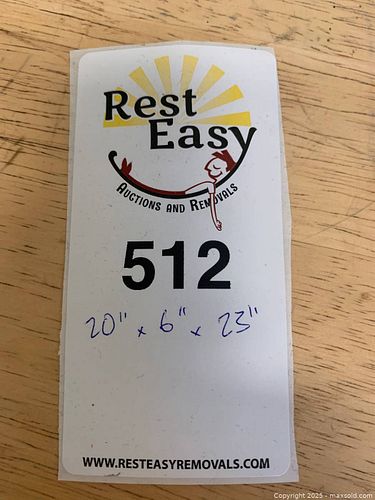 Rest
Easy
AUCTIONS AND REMOVALS
512
20" x 6" x 23"
WWW.RESTEASYREMOVALS.COM
Copyright 2025 - maxsold.com